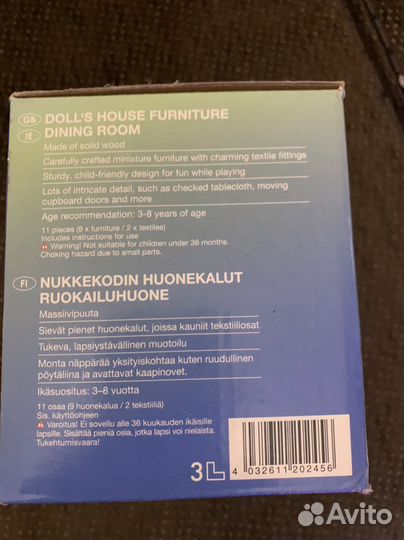 GB DOLL'S HOUSE FURNITURE
IE DINING ROOM
Made of solid wood
Carefully crafted miniature furniture with charming textile fittings
Sturdy, child-friendly design for fun while playing
Lots of intricate detail, such as checked tablecloth, moving
cupboard doors and more
Age recommendation: 3-8 years of age
11 pieces (9 x furniture / 2 x textiles)
Includes instructions for use
Warning! Not suitable for children under 36 months.
Choking hazard due to small parts.
FI NUKKEKODIN HUONEKALUT
RUOKAILUHUONE
Massiivipuuta
Sievät pienet huonekalut, joissa kauniit tekstiiliosat
Tukeva, lapsiystävällinen muotoilu
Monta näppärää yksityiskohtaa kuten ruudullinen
pöytäliina ja avattavat kaapinovet.
Ikäsuositus: 3–8 vuotta
11 osaa (9 huonekalua / 2 tekstiiliä)
Sis. käyttöohjeen
Varoitus! Ei sovellu alle 36 kuukauden ikäisille
lapsille. Sisältää pieniä osia, jotka lapsi voi nielaista.
Tukehtumisvaara!
3L
4 032611 202456
Avito